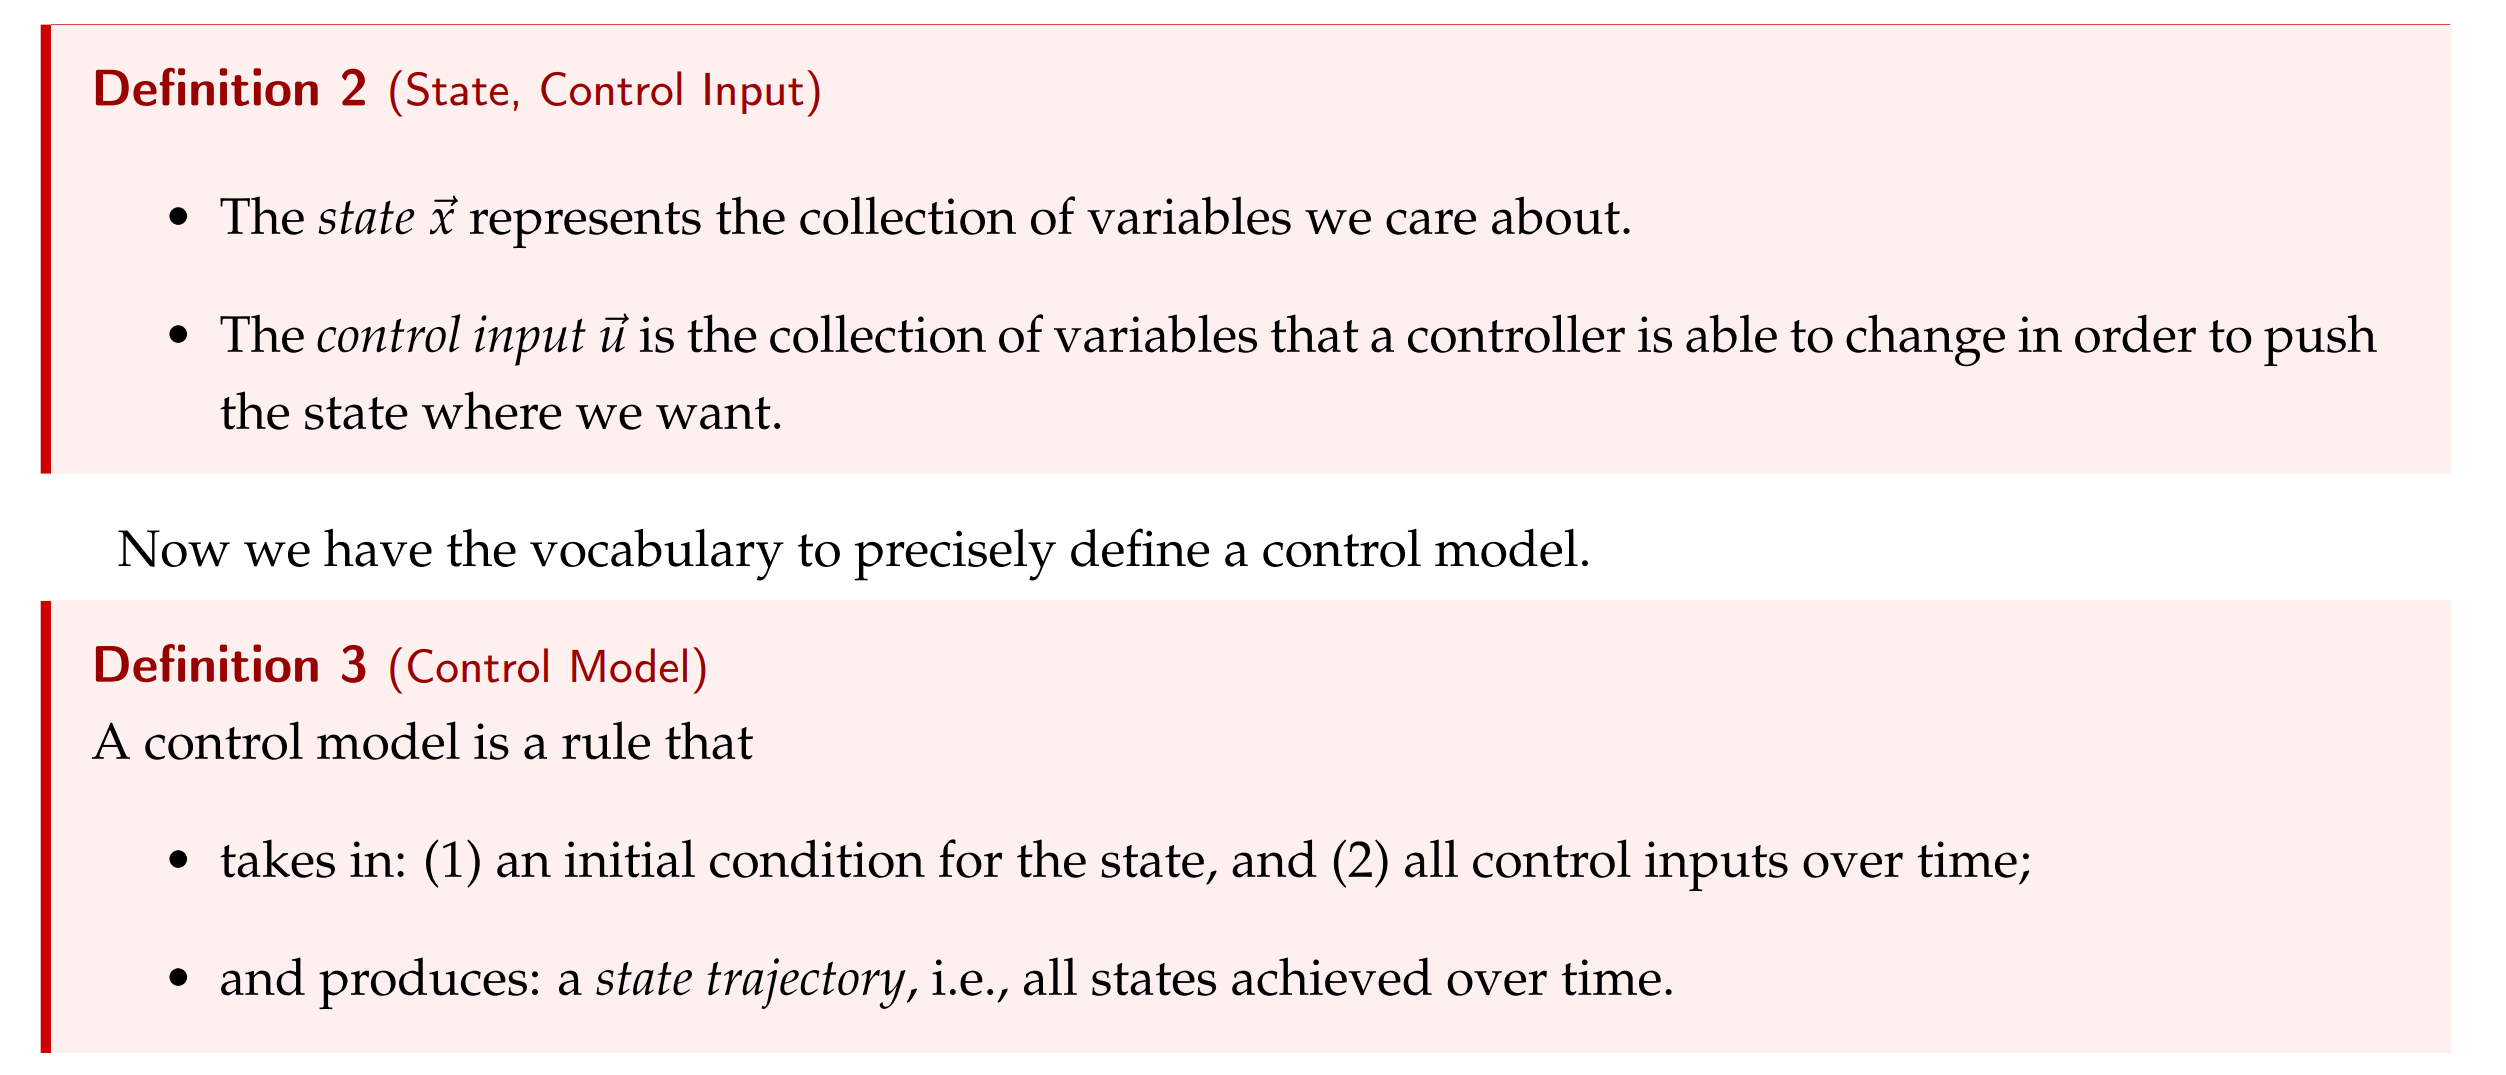 Definition 2 (State, Control Input)
• The state $\vec{x}$ represents the collection of variables we care about.
• The control input $\vec{u}$ is the collection of variables that a controller is able to change in order to push
the state where we want.
Now we have the vocabulary to precisely define a control model.
Definition 3 (Control Model)
A control model is a rule that
• takes in: (1) an initial condition for the state, and (2) all control inputs over time;
• and produces: a state trajectory, i.e., all states achieved over time.